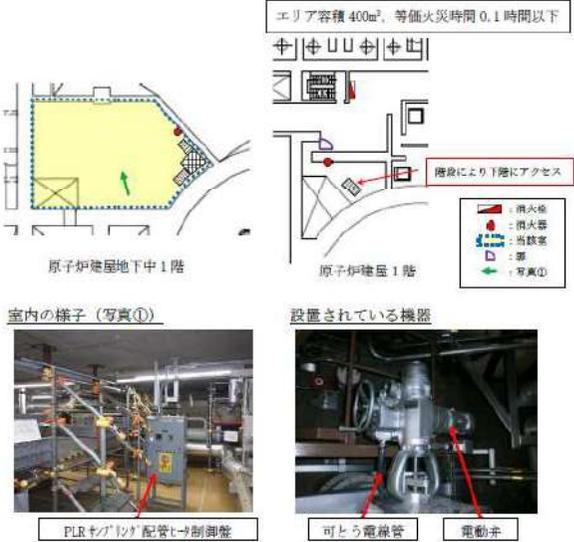 エリア容積 400m³，等価火災時間 0.1 時間以下
階段により下階にアクセス
：消火栓
：消火器
：当該室
：扉
：写真①
原子炉建屋地下中1階
原子炉建屋1階
室内の様子（写真①）
設置されている機器
PLRサンプリング配管ヒータ制御盤
可とう電線管
電動弁